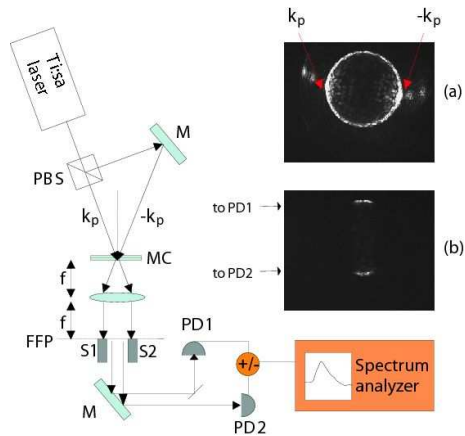 Ti:sa
laser
M
PBS
k_p
-k_p
MC
f
f
FFP
S1
S2
PD1
M
+/-
PD2
Spectrum
analyzer
k_p
-k_p
(a)
to PD1
(b)
to PD2